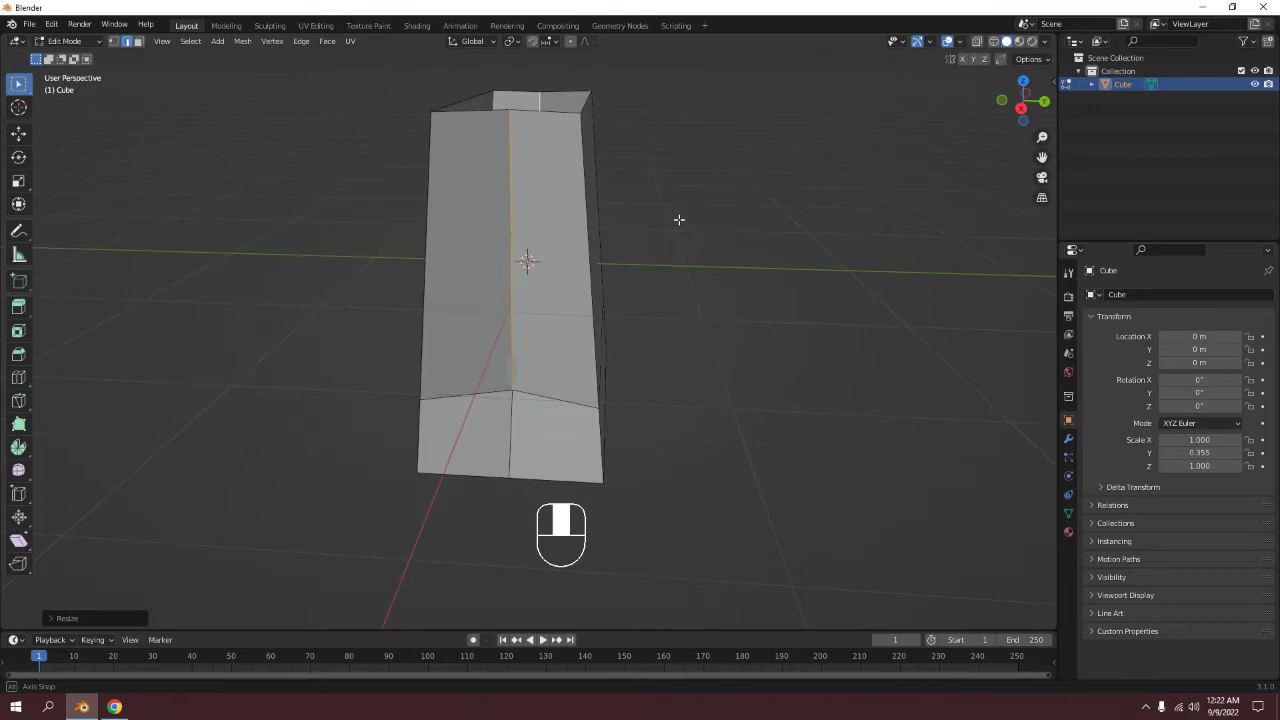 Blender
File Edit Render Window Help
Layout Modeling Sculpting UV Editing Texture Paint Shading Animation Rendering Compositing Geometry Nodes Scripting +
Scene ViewLayer
Edit Mode View Select Add Mesh Vertex Edge Face UV Global
X Y Z Options
User Perspective
(1) Cube
Scene Collection
Collection
Cube
Z
Y
X
Cube
Cube
Transform
Location X 0 m
Y 0 m
Z 0 m
Rotation X 0°
Y 0°
Z 0°
Mode XYZ Euler
Scale X 1.000
Y 0.355
Z 1.000
Delta Transform
Relations
Collections
Instancing
Motion Paths
Visibility
Viewport Display
Line Art
Custom Properties
Resize
Playback Keying View Marker 1 Start 1 End 250
1 10 20 30 40 50 60 70 80 90 100 110 120 130 140 150 160 170 180 190 200 210 220 230 240 250
Axis Snap 3.1.0
12:22 AM
9/9/2022